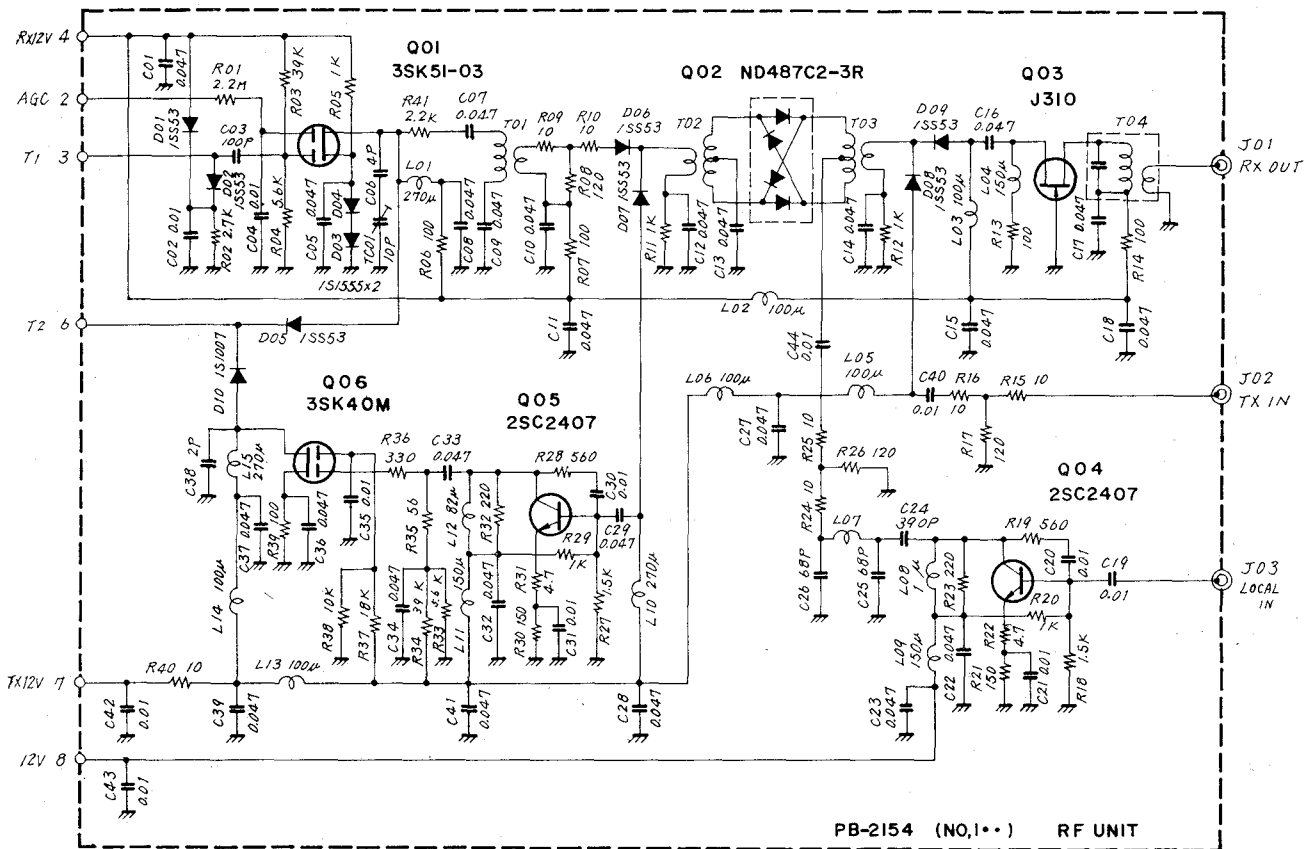 RX12V 4
AGC 2
T1 3
T2 6
TX12V 7
12V 8
Q01
3SK51-03
Q02 ND487C2-3R
Q03
J310
J01
RX OUT
J02
TX IN
J03
LOCAL
IN
C01
0.047
R01
2.2M
R03 39K
R05 1K
D01
1SS53
C03
100P
D02
1SS53
C02 0.01
R02 2.7K
C04 0.01
R04 5.6K
C05 0.047
D04
D03
1S1555×2
C06 4P
TC01
10P
R41
2.2K
C07
0.047
L01
270μ
R06 100
C08 0.047
C09 0.047
T01
R09
10
R10
10
R08
120
C10 0.047
R07 100
C11
0.047
D06
1SS53
D07 1SS53
T02
R11 1K
C12 0.047
C13 0.047
T03
C14 0.047
R12 1K
D09
1SS53
D08
1SS53
C16
0.047
L03 100μ
L04
150μ
R13
100
T04
C17 0.047
R14
100
L02
100μ
C15
0.047
C18
0.047
D05 1SS53
D10 1S1007
Q06
3SK40M
Q05
2SC2407
C38 2P
L15
270μ
C37 0.047
R39 100
C36 0.047
C35 0.01
R36
330
C33
0.047
R35 56
L12 82μ
R32 220
R28 560
C30
0.01
C29
0.047
R29
1K
R31
4.7
L14 100μ
R38 10K
R37 18K
C34 0.047
R34 39K
R33 5.6K
L11 150μ
C32 0.047
R30 150
C31 0.01
R27 1.5K
L10 270μ
L06 100μ
C27
0.047
C44
0.01
L05
100μ
C40
0.01
R16
10
R15 10
R17
120
R25 10
R26 120
R24 10
Q04
2SC2407
L07
C24
390P
C26 68P
C25 68P
L08
1μ
R23 220
R19 560
C20
0.01
C19
0.01
R20
1K
R22
4.7
L09
150μ
C22 0.047
R21
150
C21 0.01
R18 1.5K
C23
0.047
R40 10
L13 100μ
C42
0.01
C39
0.047
C41
0.047
C28
0.047
C43
0.01
PB-2154 (NO,1••) RF UNIT